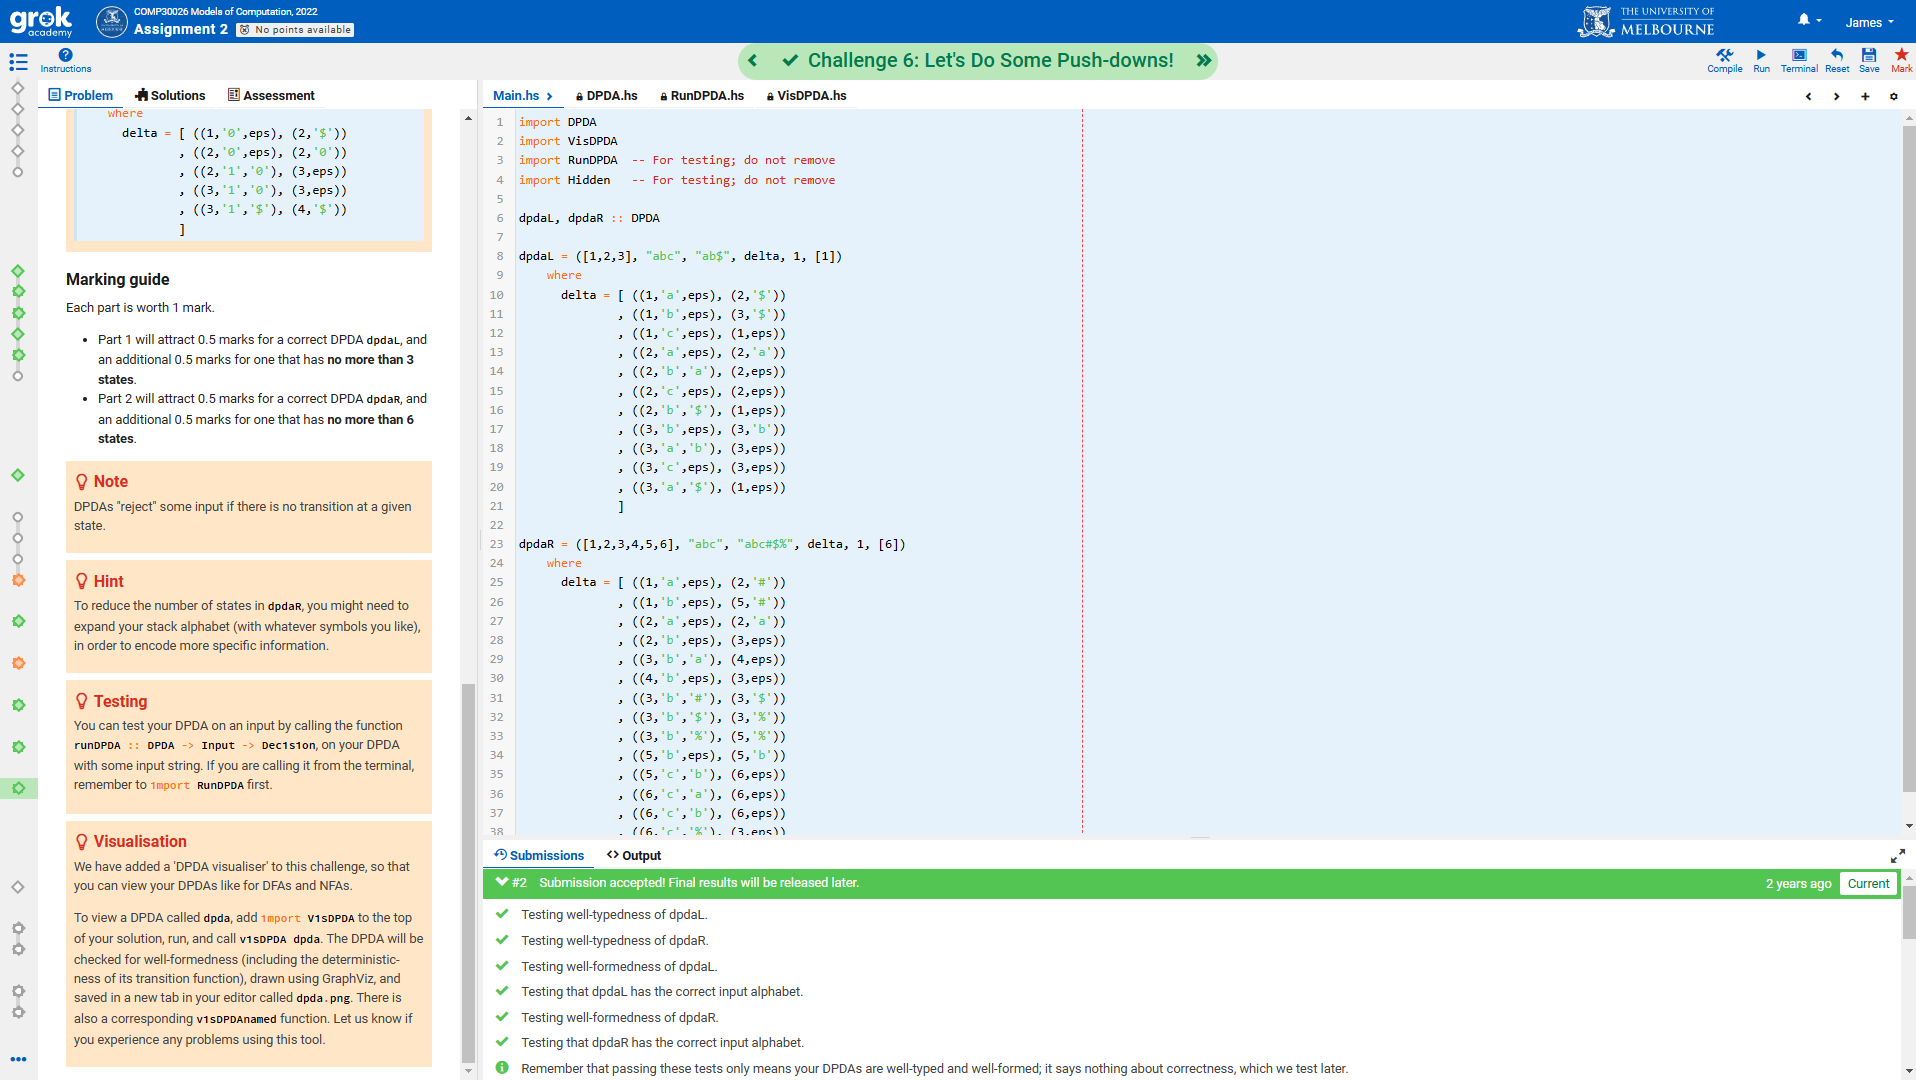 grok
academy
COMP30026 Models of Computation, 2022
Assignment 2
No points available
THE UNIVERSITY OF
MELBOURNE
James
Instructions
Challenge 6: Let's Do Some Push-downs!
Compile
Run
Terminal
Reset
Save
Mark
Problem
Solutions
Assessment
where
delta = [ ((1,'0',eps), (2,'$'))
, ((2,'0',eps), (2,'0'))
, ((2,'1','0'), (3,eps))
, ((3,'1','0'), (3,eps))
, ((3,'1','$'), (4,'$'))
]
Marking guide
Each part is worth 1 mark.
• Part 1 will attract 0.5 marks for a correct DPDA dpdaL, and
an additional 0.5 marks for one that has no more than 3
states.
• Part 2 will attract 0.5 marks for a correct DPDA dpdaR, and
an additional 0.5 marks for one that has no more than 6
states.
Note
DPDAs "reject" some input if there is no transition at a given
state.
Hint
To reduce the number of states in dpdaR, you might need to
expand your stack alphabet (with whatever symbols you like),
in order to encode more specific information.
Testing
You can test your DPDA on an input by calling the function
runDPDA :: DPDA -> Input -> Decision, on your DPDA
with some input string. If you are calling it from the terminal,
remember to import RunDPDA first.
Visualisation
We have added a 'DPDA visualiser' to this challenge, so that
you can view your DPDAs like for DFAs and NFAs.
To view a DPDA called dpda, add import VisDPDA to the top
of your solution, run, and call visDPDA dpda. The DPDA will be
checked for well-formedness (including the deterministic-
ness of its transition function), drawn using GraphViz, and
saved in a new tab in your editor called dpda.png. There is
also a corresponding visDPDAnamed function. Let us know if
you experience any problems using this tool.
Main.hs
DPDA.hs
RunDPDA.hs
VisDPDA.hs
1 import DPDA
2 import VisDPDA
3 import RunDPDA -- For testing; do not remove
4 import Hidden -- For testing; do not remove
5
6 dpdaL, dpdaR :: DPDA
7
8 dpdaL = ([1,2,3], "abc", "ab$", delta, 1, [1])
9 where
10 delta = [ ((1,'a',eps), (2,'$'))
11 , ((1,'b',eps), (3,'$'))
12 , ((1,'c',eps), (1,eps))
13 , ((2,'a',eps), (2,'a'))
14 , ((2,'b','a'), (2,eps))
15 , ((2,'c',eps), (2,eps))
16 , ((2,'b','$'), (1,eps))
17 , ((3,'b',eps), (3,'b'))
18 , ((3,'a','b'), (3,eps))
19 , ((3,'c',eps), (3,eps))
20 , ((3,'a','$'), (1,eps))
21 ]
22
23 dpdaR = ([1,2,3,4,5,6], "abc", "abc#$%", delta, 1, [6])
24 where
25 delta = [ ((1,'a',eps), (2,'#'))
26 , ((1,'b',eps), (5,'#'))
27 , ((2,'a',eps), (2,'a'))
28 , ((2,'b',eps), (3,eps))
29 , ((3,'b','a'), (4,eps))
30 , ((4,'b',eps), (3,eps))
31 , ((3,'b','#'), (3,'$'))
32 , ((3,'b','$'), (3,'%'))
33 , ((3,'b','%'), (5,'%'))
34 , ((5,'b',eps), (5,'b'))
35 , ((5,'c','b'), (6,eps))
36 , ((6,'c','a'), (6,eps))
37 , ((6,'c','b'), (6,eps))
38 , ((6,'c','%'), (3,eps))
Submissions
Output
#2 Submission accepted! Final results will be released later.
2 years ago
Current
Testing well-typedness of dpdaL.
Testing well-typedness of dpdaR.
Testing well-formedness of dpdaL.
Testing that dpdaL has the correct input alphabet.
Testing well-formedness of dpdaR.
Testing that dpdaR has the correct input alphabet.
Remember that passing these tests only means your DPDAs are well-typed and well-formed; it says nothing about correctness, which we test later.